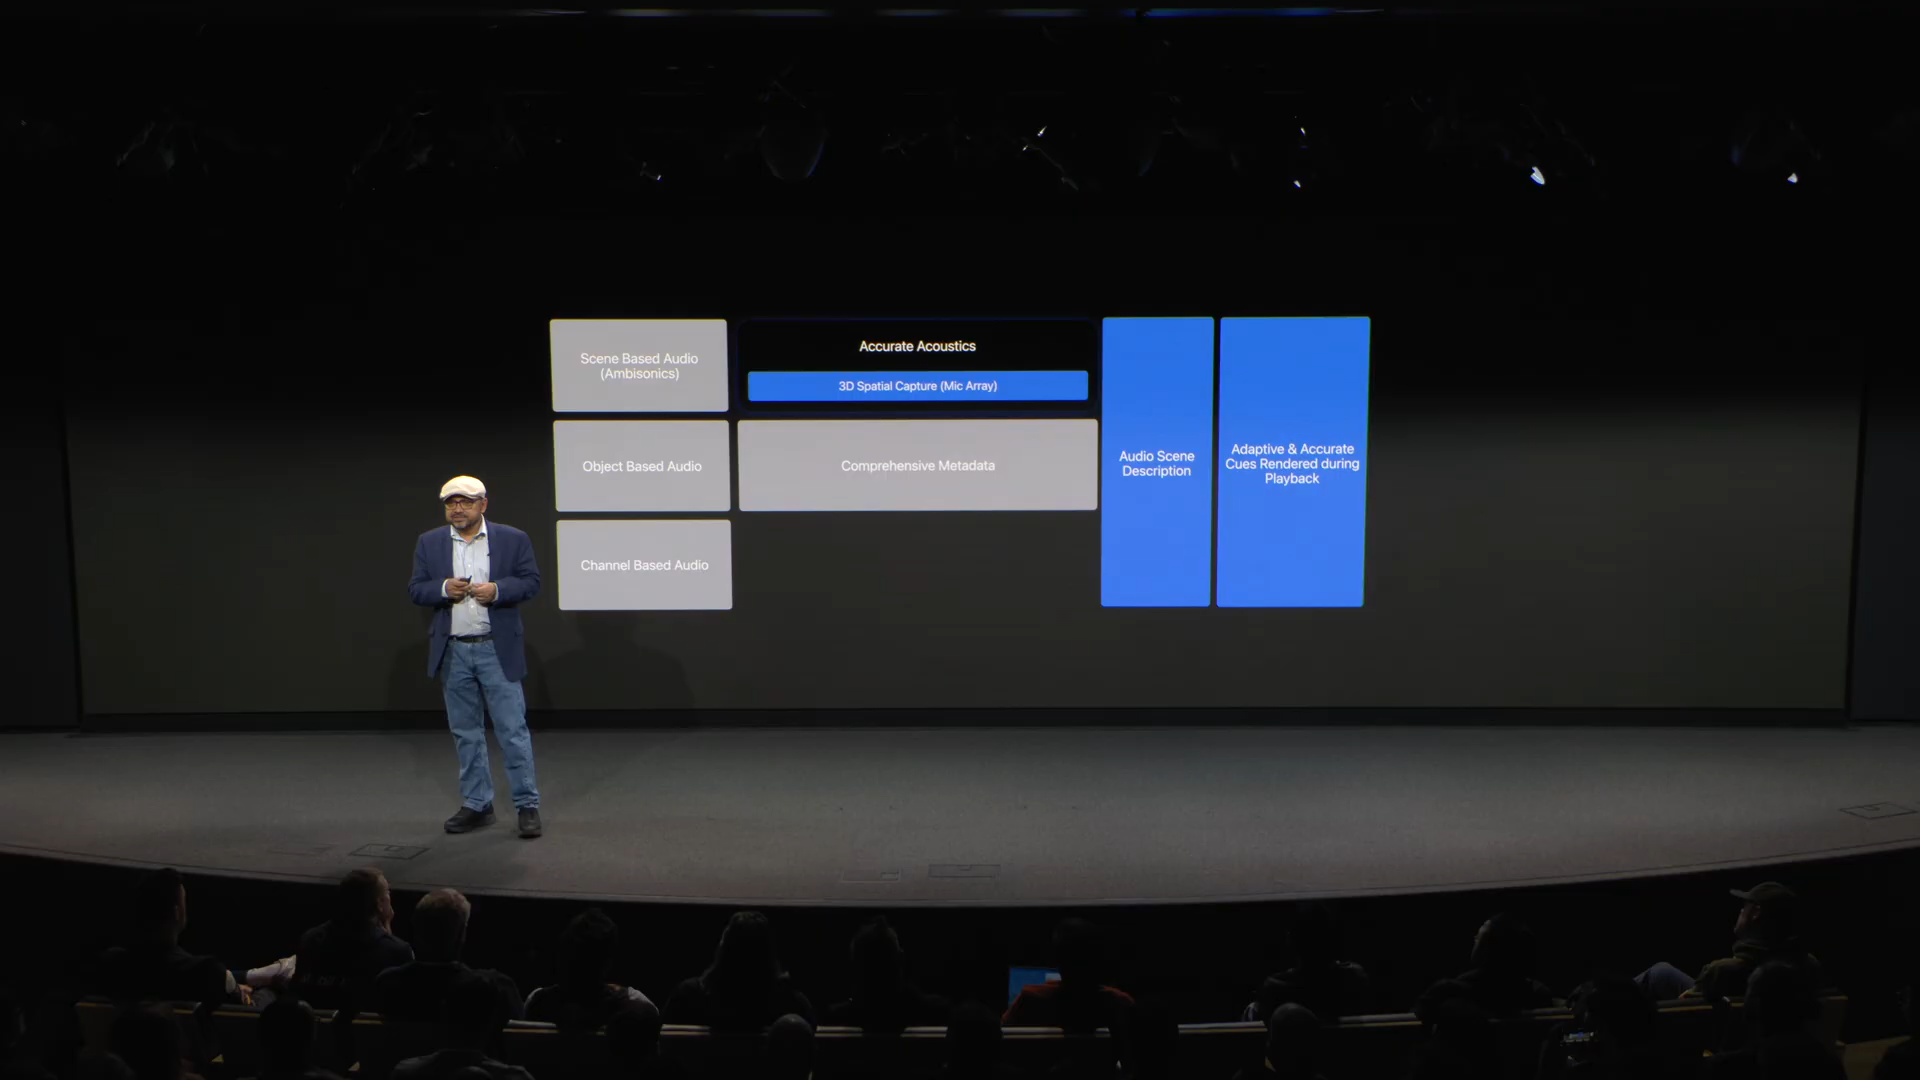 Scene Based Audio
(Ambisonics)
Accurate Acoustics
3D Spatial Capture (Mic Array)
Object Based Audio
Comprehensive Metadata
Channel Based Audio
Audio Scene
Description
Adaptive & Accurate
Cues Rendered during
Playback